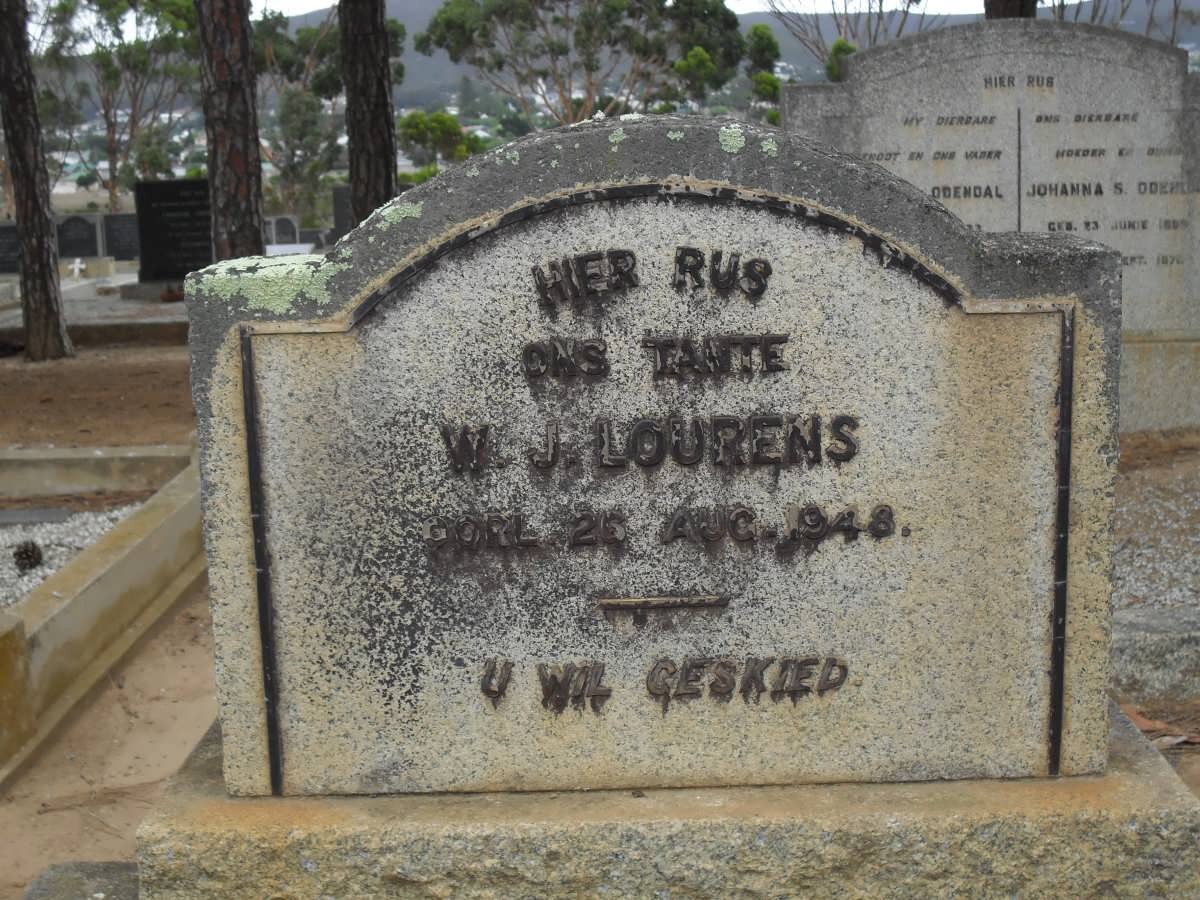 HIER RUS
ONS TANTE
W. J. LOURENS
OORL. 26 AUG. 1948.
U WIL GESKIED.
HIER RUS
MY DIERBARE
EN ONS VADER
ODENDAL
ONS DIERBARE
MOEDER EN
JOHANNA S.
GEB. 23 JUNIE